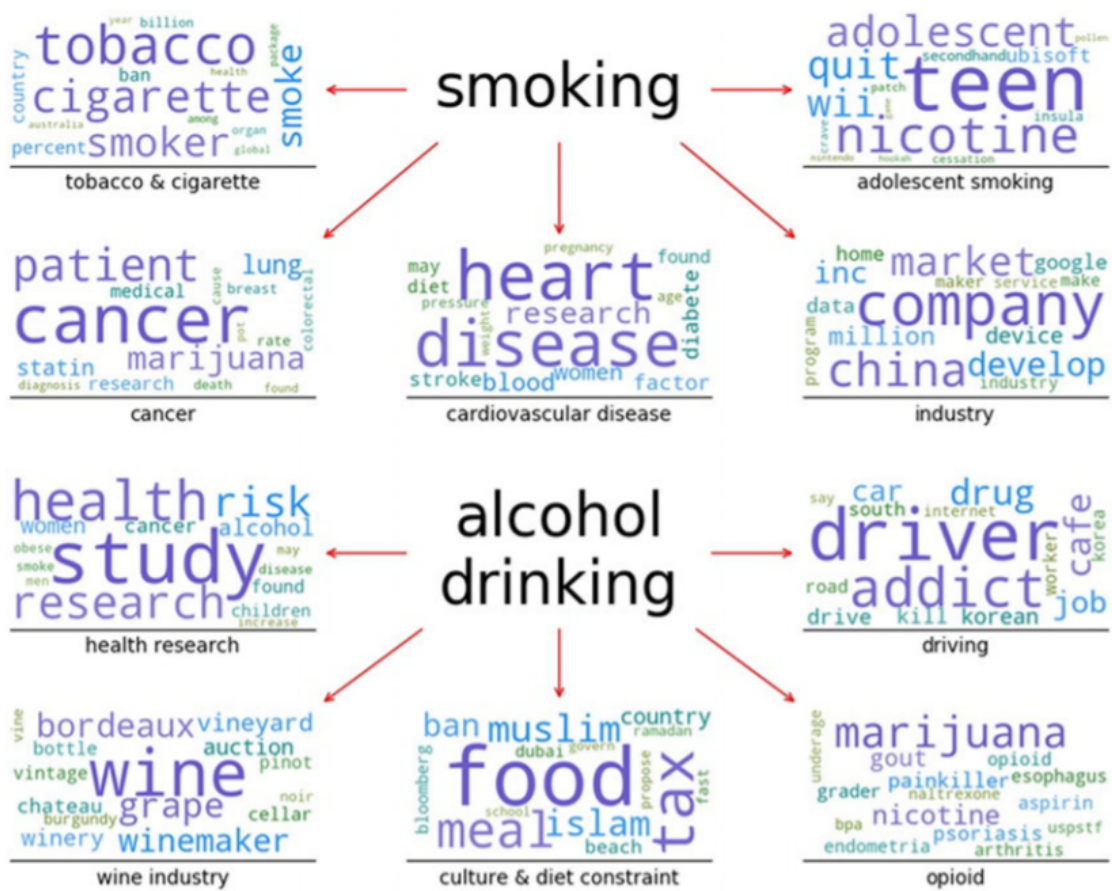 year billion
tobacco
package
country
ban
health
cigarette
smoke
australia
among
smoker
organ
percent
global
tobacco & cigarette
smoking
adolescent
pollen
secondhand
ubisoft
quit
teen
patch
wii
game
insula
crave
nicotine
nintendo
hookah
cessation
adolescent smoking
patient
lung
cause
medical
breast
colorectal
cancer
pot
rate
marijuana
statin
diagnosis
research
death
found
cancer
pregnancy
found
may
heart
diet
age
pressure
research
diabete
weight
disease
women
stroke
blood
factor
cardiovascular disease
home
market
google
inc
maker
service
make
data
company
million
device
program
china
develop
industry
industry
health
risk
women
cancer
alcohol
obese
study
may
smoke
disease
men
found
research
children
increase
health research
alcohol
drinking
say
car
drug
south
internet
cafe
korea
driver
worker
road
addict
job
drive
kill
korean
driving
vine
bordeaux
vineyard
bottle
auction
vintage
wine
pinot
chateau
grape
noir
burgundy
cellar
winery
winemaker
wine industry
ban
muslim
country
ramadan
dubai
govern
bloomberg
food
propose
tax
fast
school
meal
islam
beach
culture & diet constraint
underage
marijuana
gout
opioid
painkiller
esophagus
grader
naltrexone
aspirin
nicotine
bpa
psoriasis
uspstf
endometria
arthritis
opioid